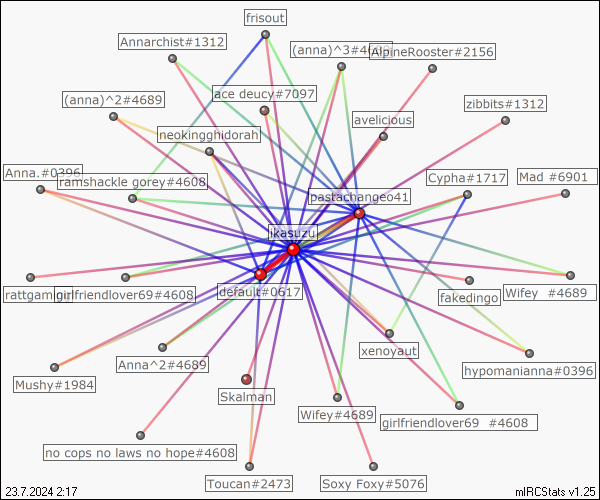 frisout
Annarchist#1312
(anna)^3#4689
AlpineRooster#2156
(anna)^2#4689
ace deucy#7097
zibbits#1312
avelicious
neokingghidorah
Anna.#0396
ramshackle gorey#4608
Cypha#1717
Mad #6901
pastachangeo41
ikasuzu
rattgam
girlfriendlover69#4608
default#0617
fakedingo
Wifey #4689
Mushy#1984
Anna^2#4689
xenoyaut
hypomanianna#0396
Skalman
Wifey#4689
girlfriendlover69 #4608
no cops no laws no hope#4608
Toucan#2473
Soxy Foxy#5076
23.7.2024 2:17
mIRCStats v1.25